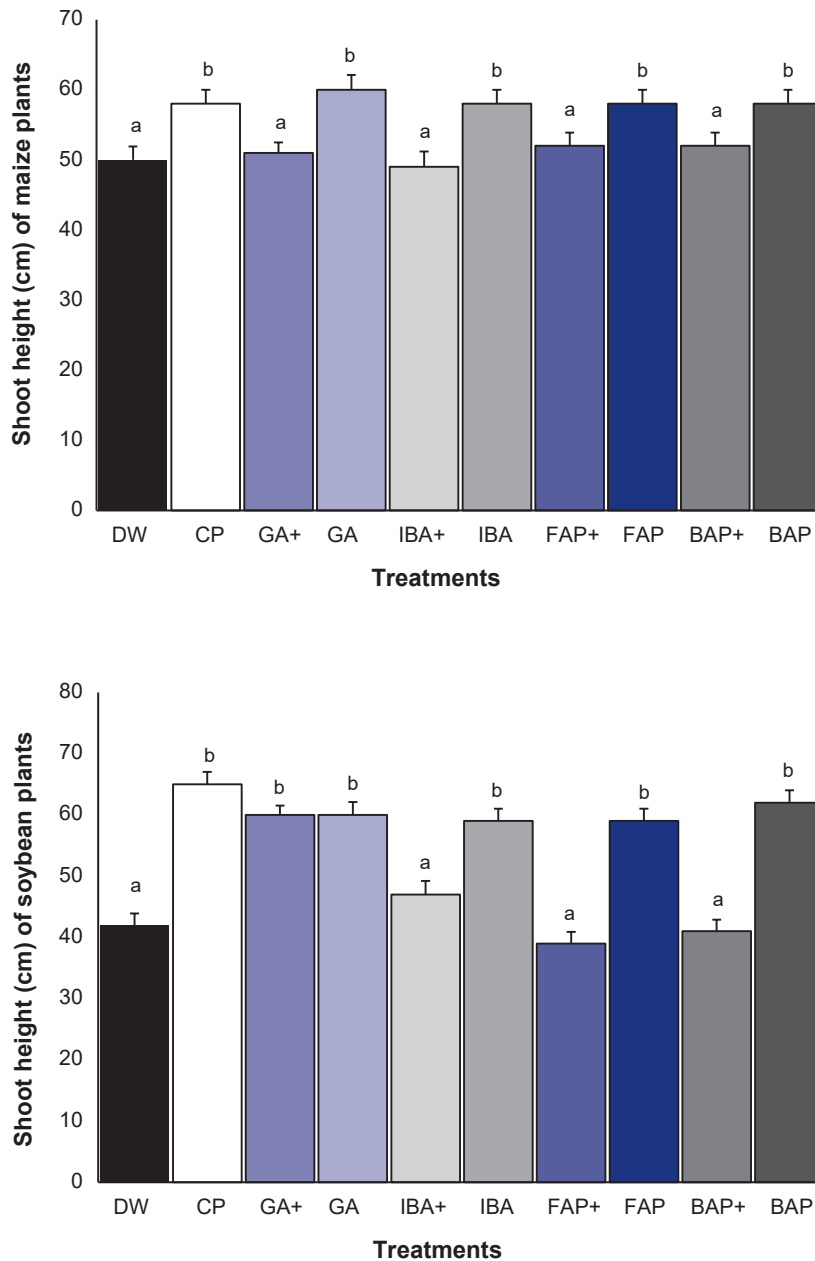 Shoot height (cm) of maize plants
70
60
50
40
30
20
10
0
a
b
a
b
a
b
a
b
a
b
DW CP GA+ GA IBA+ IBA FAP+ FAP BAP+ BAP
Treatments
Shoot height (cm) of soybean plants
80
70
60
50
40
30
20
10
0
a
b
b
b
a
b
a
b
a
b
DW CP GA+ GA IBA+ IBA FAP+ FAP BAP+ BAP
Treatments